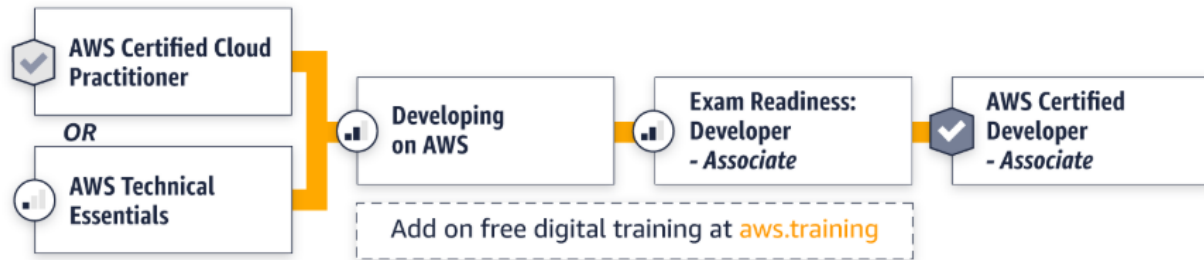 AWS Certified Cloud
Practitioner
OR
AWS Technical
Essentials
Developing
on AWS
Exam Readiness:
Developer
- Associate
AWS Certified
Developer
- Associate
Add on free digital training at aws.training